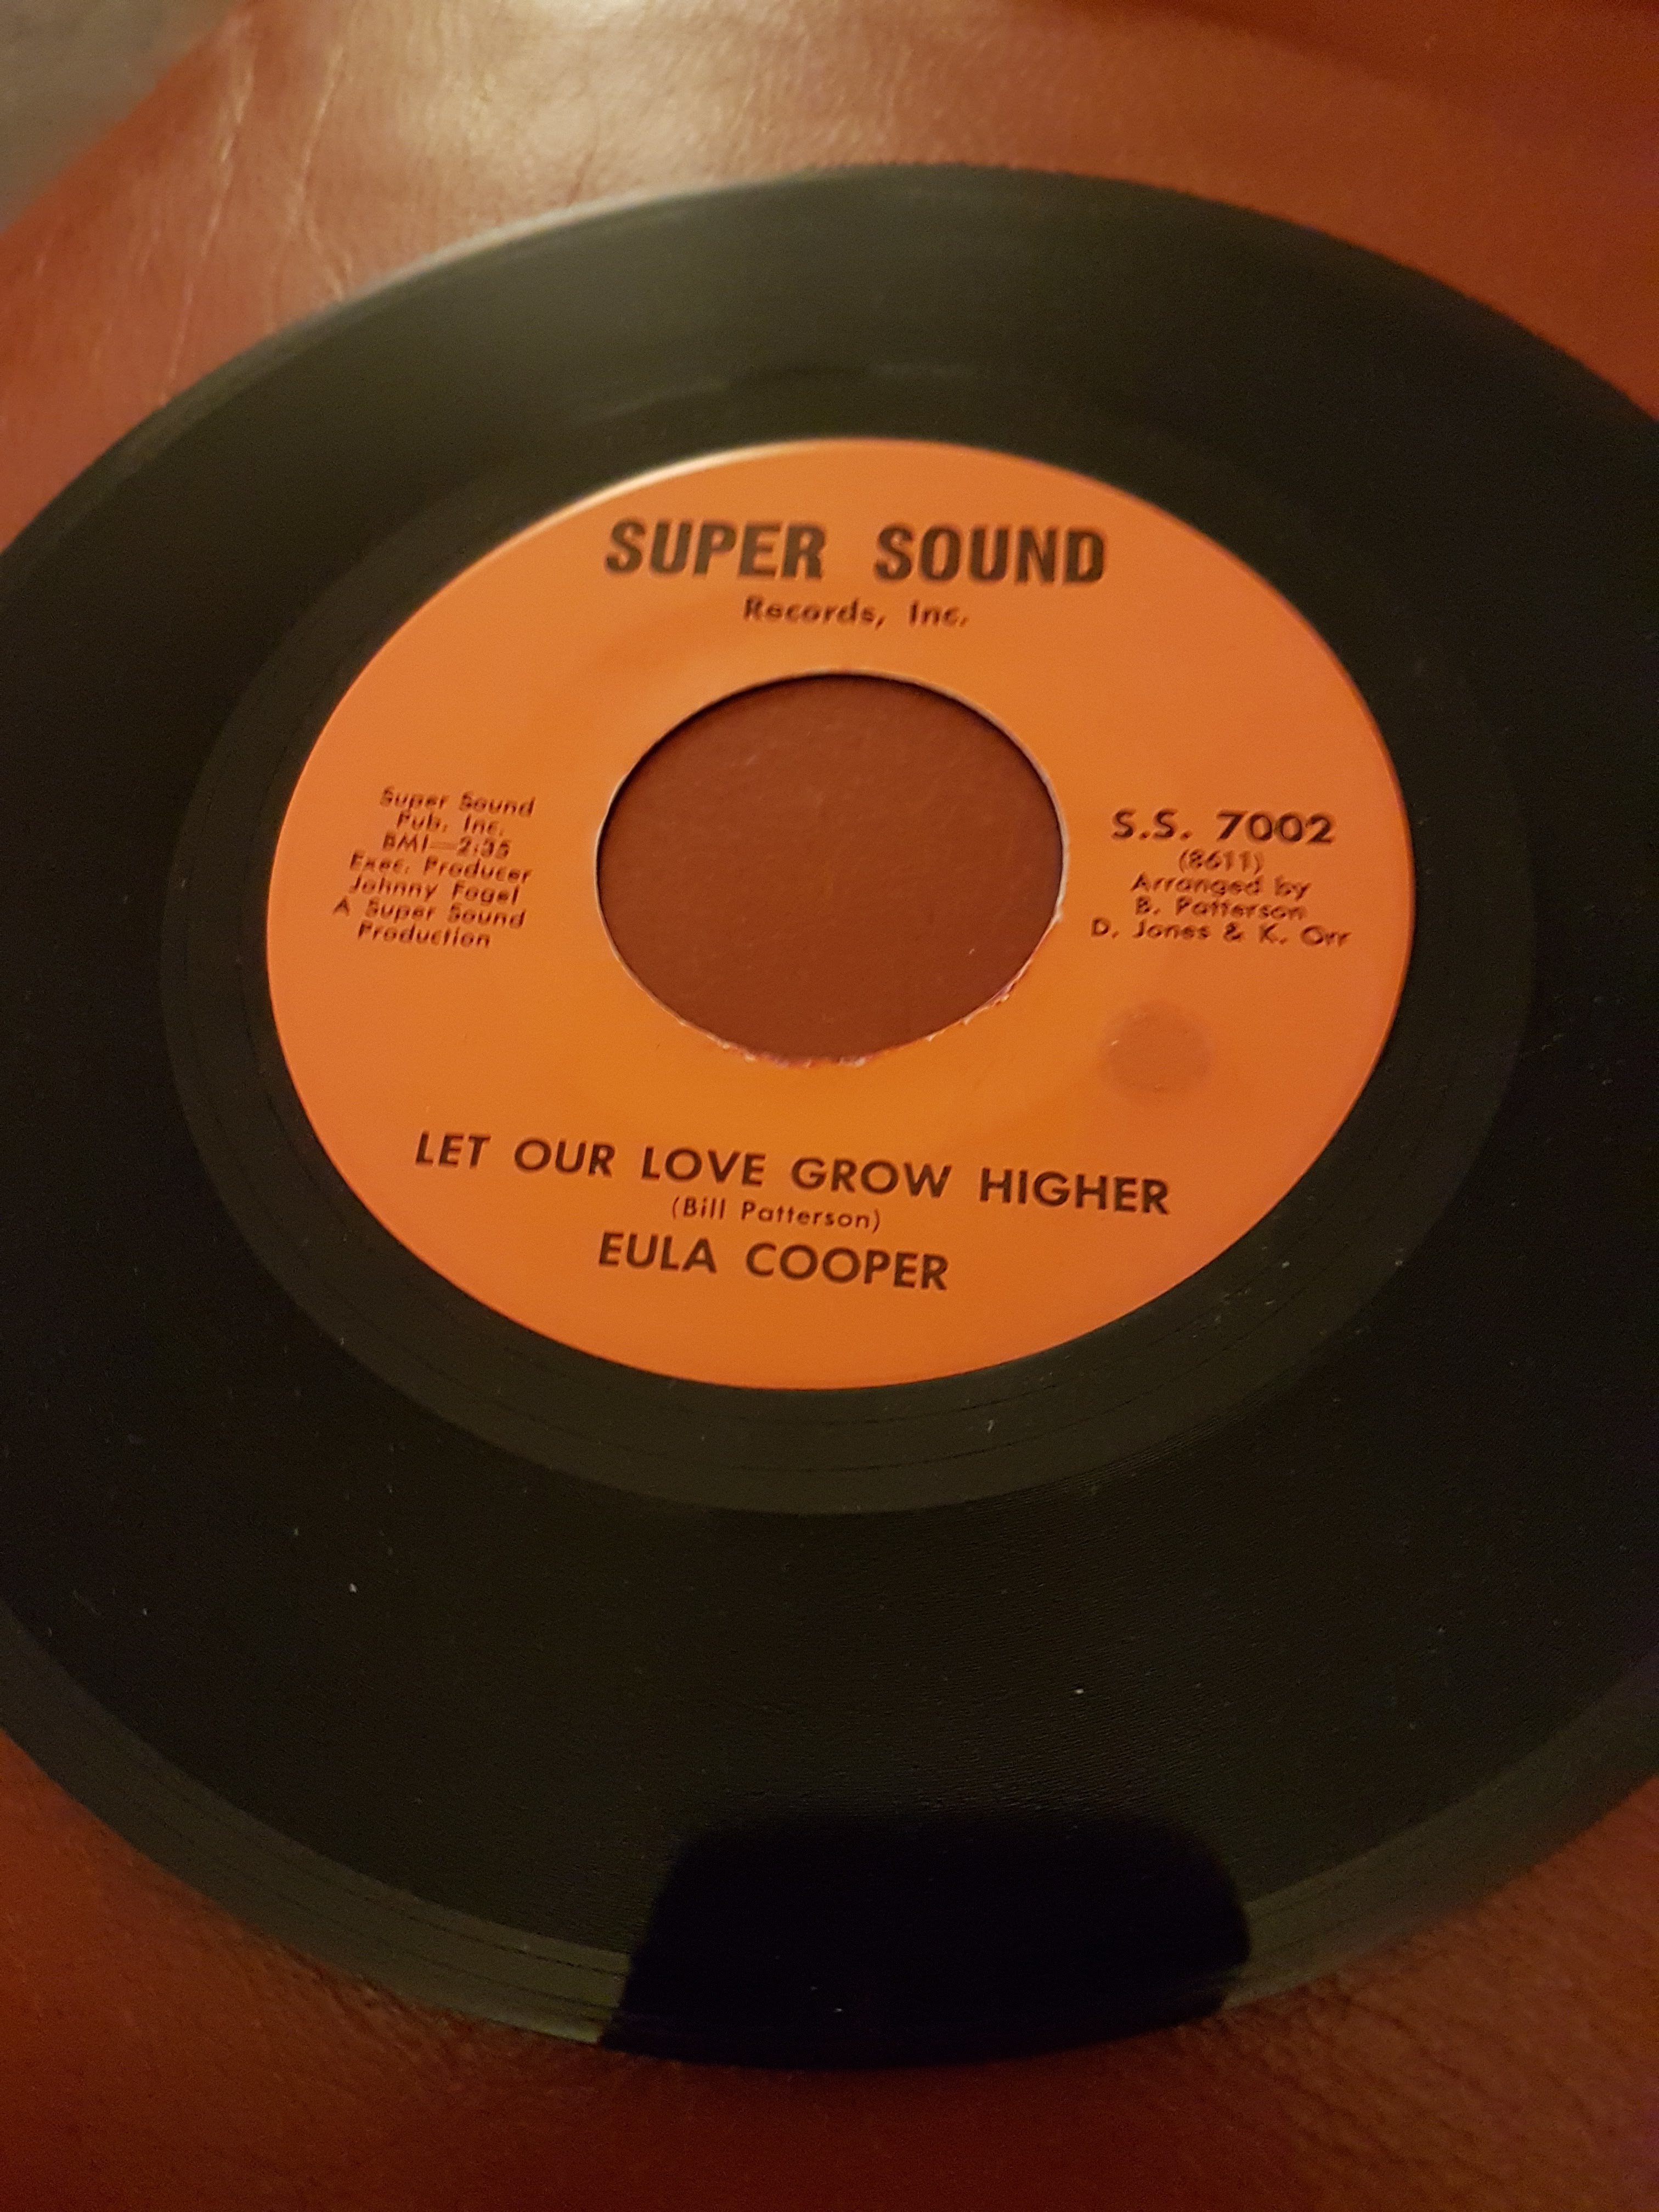 SUPER SOUND
Records, Inc.
Super Sound
Pub. Inc.
BMI—2:35
Exec. Producer
Johnny Fogel
A Super Sound
Production
S.S. 7002
(8611)
Arranged by
B. Patterson
D. Jones & K. Orr
LET OUR LOVE GROW HIGHER
(Bill Patterson)
EULA COOPER